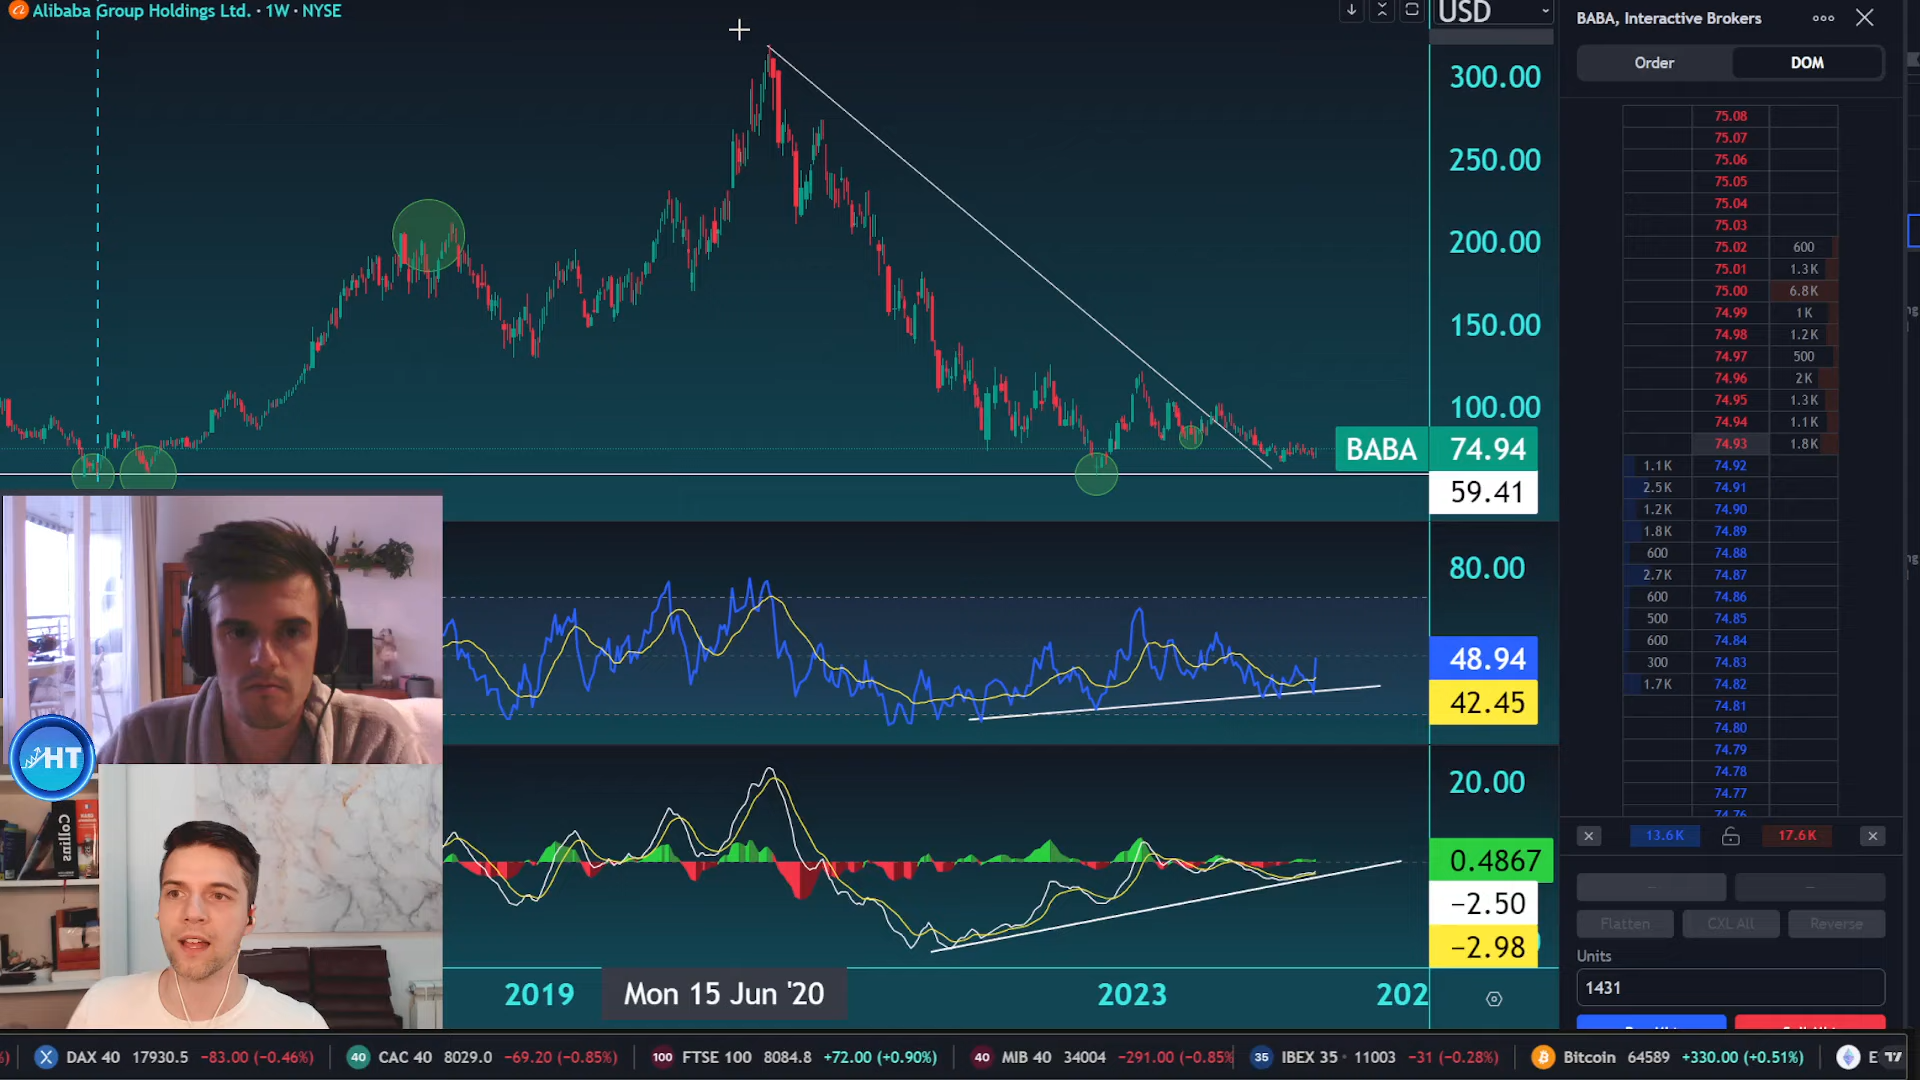 Alibaba Group Holdings Ltd. · 1W · NYSE
USD
300.00
250.00
200.00
150.00
100.00
BABA 74.94
59.41
80.00
48.94
42.45
20.00
0.4867
−2.50
−2.98
2019
Mon 15 Jun '20
2023
202
HT
Collins
BABA, Interactive Brokers
Order DOM
75.08
75.07
75.06
75.05
75.04
75.03
75.02 600
75.01 1.3K
75.00 6.8K
74.99 1K
74.98 1.2K
74.97 500
74.96 2K
74.95 1.3K
74.94 1.1K
74.93 1.8K
1.1K 74.92
2.5K 74.91
1.2K 74.90
1.8K 74.89
600 74.88
2.7K 74.87
600 74.86
500 74.85
600 74.84
300 74.83
1.7K 74.82
74.81
74.80
74.79
74.78
74.77
74.76
13.6K 17.6K
Flatten CXL All Reverse
Units
1431
DAX 40 17930.5 −83.00 (−0.46%) 40 CAC 40 8029.0 −69.20 (−0.85%) 100 FTSE 100 8084.8 +72.00 (+0.90%) 40 MIB 40 34004 −291.00 (−0.85% 35 IBEX 35 11003 −31 (−0.28%) Bitcoin 64589 +330.00 (+0.51%) E